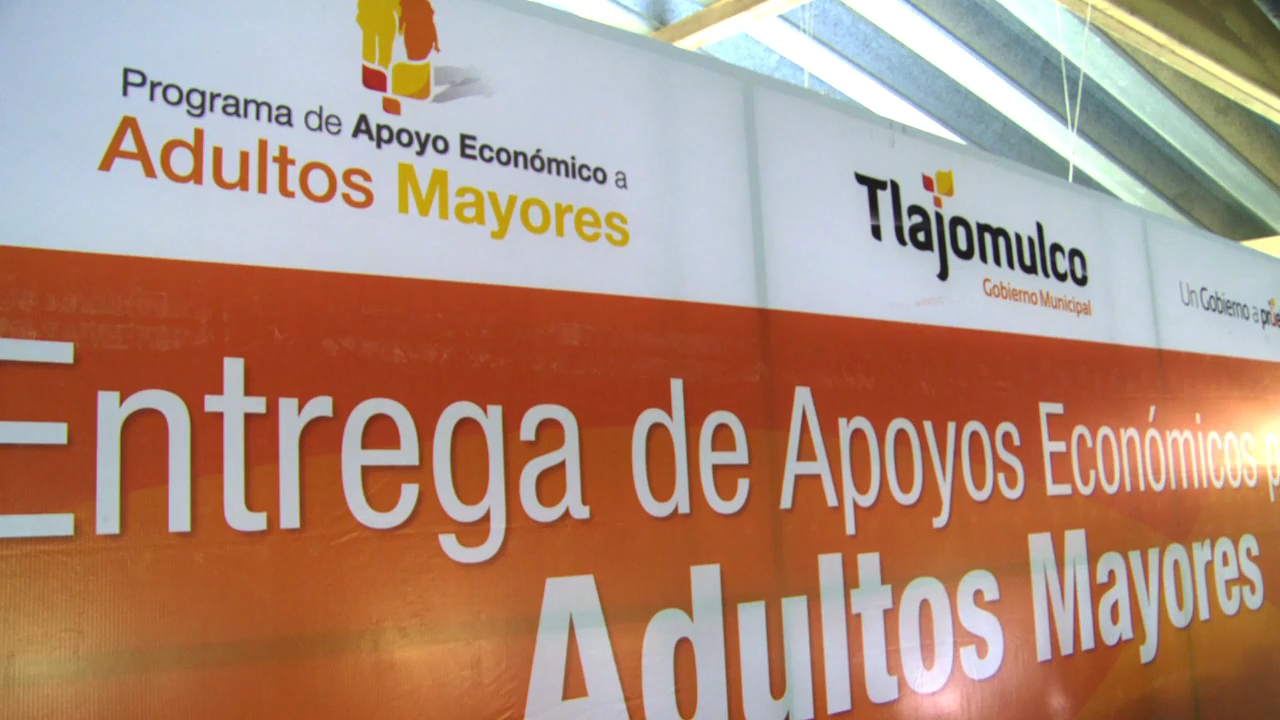 Programa de Apoyo Económico a
Adultos Mayores
Tlajomulco
Gobierno Municipal
Un Gobierno a
Entrega de Apoyos Económicos
Adultos Mayores